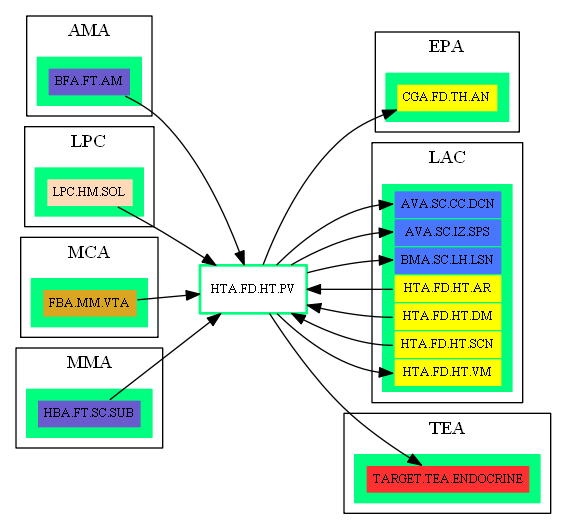 AMA
BFA.FT.AM
LPC
LPC.HM.SOL
MCA
FBA.MM.VTA
MMA
HBA.FT.SC.SUB
HTA.FD.HT.PV
EPA
CGA.FD.TH.AN
LAC
AVA.SC.CC.DCN
AVA.SC.IZ.SPS
BMA.SC.LH.LSN
HTA.FD.HT.AR
HTA.FD.HT.DM
HTA.FD.HT.SCN
HTA.FD.HT.VM
TEA
TARGET.TEA.ENDOCRINE